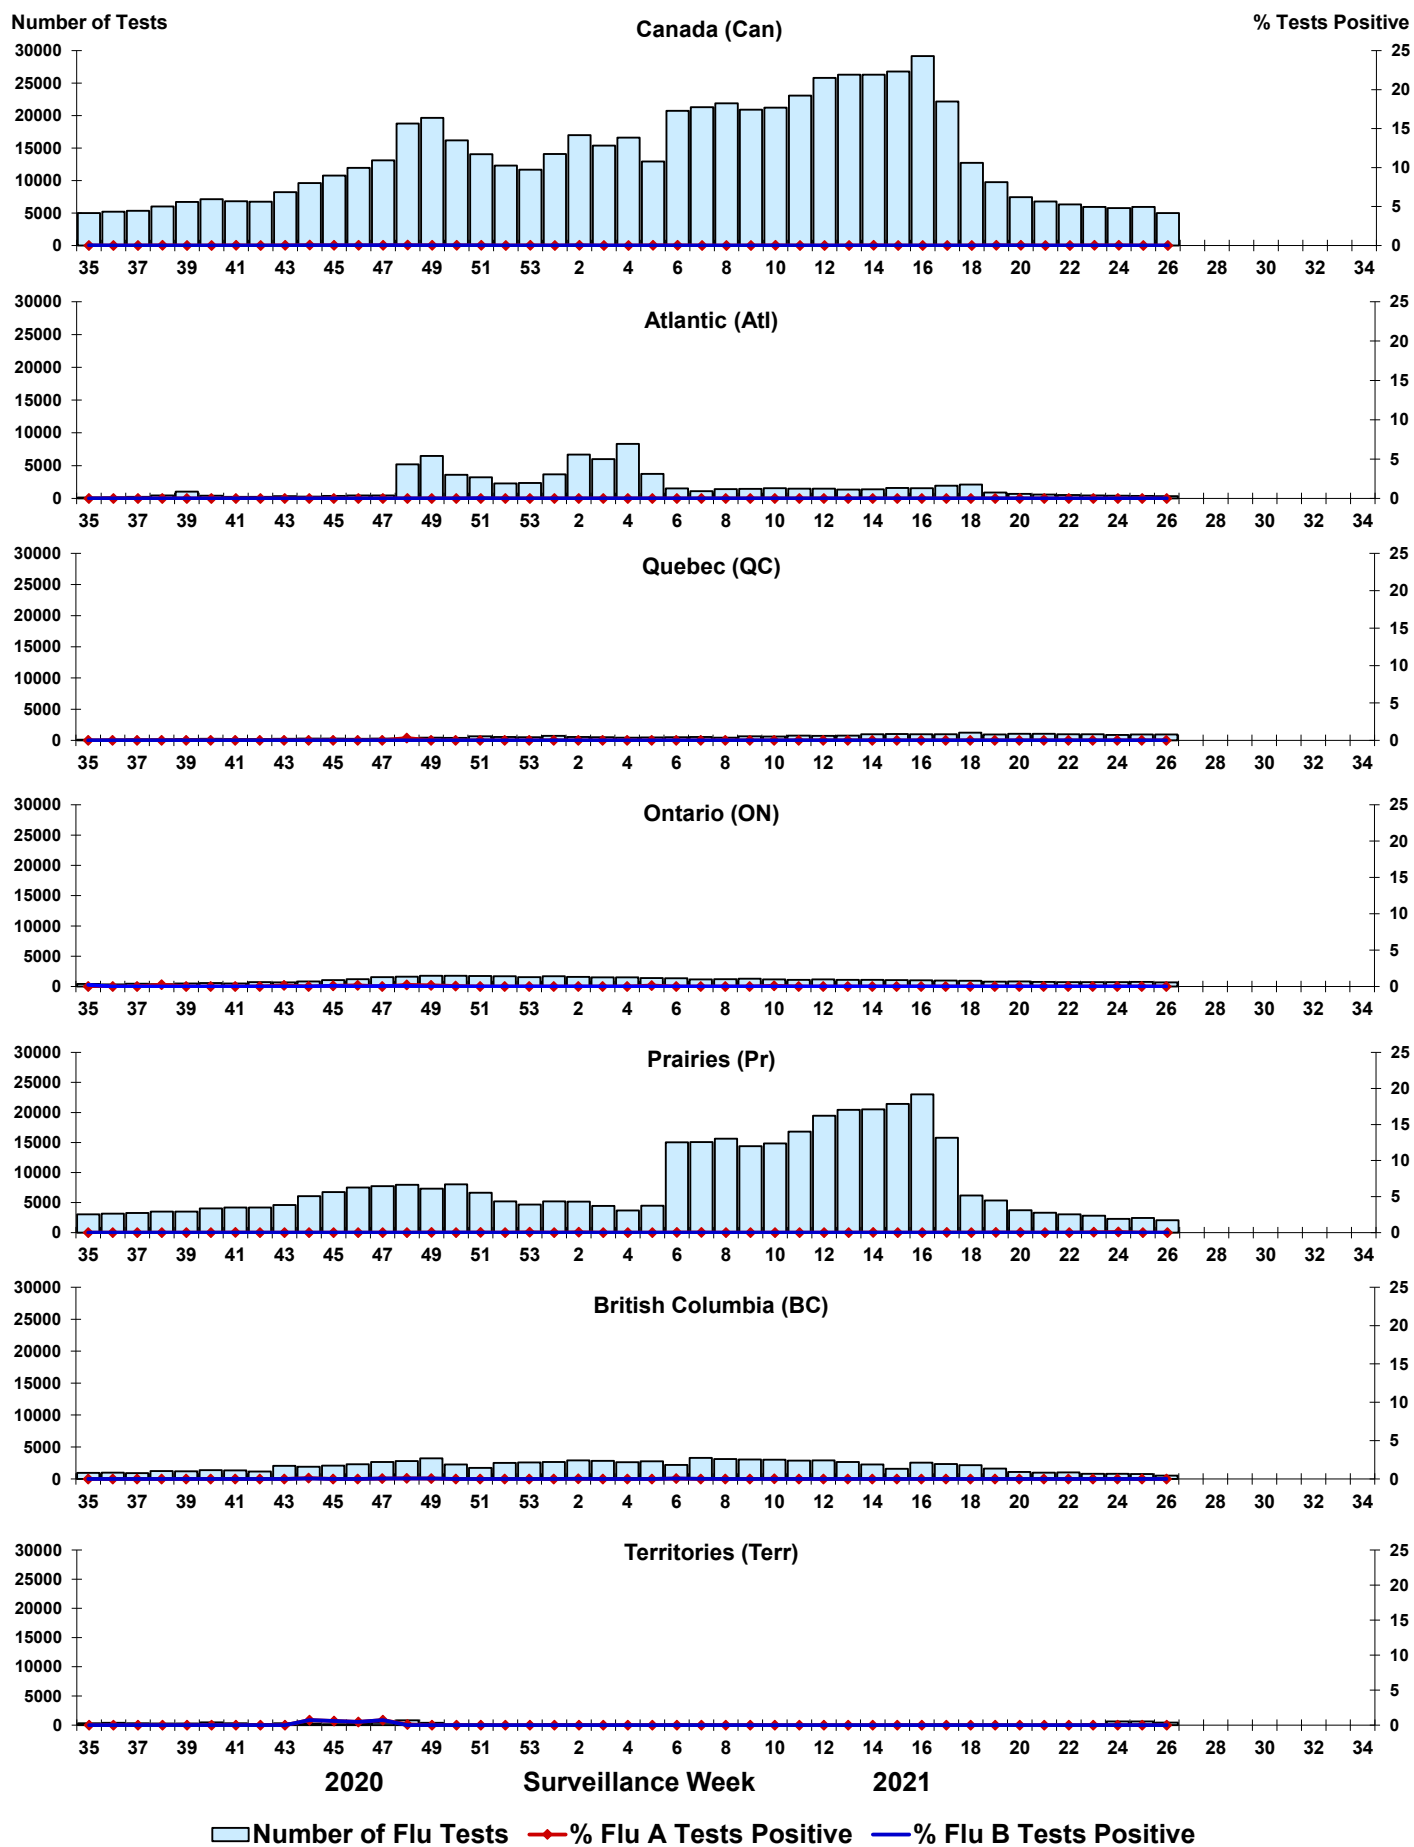 Number of Tests
% Tests Positive
Canada (Can)
30000 25000 20000 15000 10000 5000 0
25 20 15 10 5 0
35 37 39 41 43 45 47 49 51 53 2 4 6 8 10 12 14 16 18 20 22 24 26 28 30 32 34
Atlantic (Atl)
30000 25000 20000 15000 10000 5000 0
25 20 15 10 5 0
35 37 39 41 43 45 47 49 51 53 2 4 6 8 10 12 14 16 18 20 22 24 26 28 30 32 34
Quebec (QC)
30000 25000 20000 15000 10000 5000 0
25 20 15 10 5 0
35 37 39 41 43 45 47 49 51 53 2 4 6 8 10 12 14 16 18 20 22 24 26 28 30 32 34
Ontario (ON)
30000 25000 20000 15000 10000 5000 0
25 20 15 10 5 0
35 37 39 41 43 45 47 49 51 53 2 4 6 8 10 12 14 16 18 20 22 24 26 28 30 32 34
Prairies (Pr)
30000 25000 20000 15000 10000 5000 0
25 20 15 10 5 0
35 37 39 41 43 45 47 49 51 53 2 4 6 8 10 12 14 16 18 20 22 24 26 28 30 32 34
British Columbia (BC)
30000 25000 20000 15000 10000 5000 0
25 20 15 10 5 0
35 37 39 41 43 45 47 49 51 53 2 4 6 8 10 12 14 16 18 20 22 24 26 28 30 32 34
Territories (Terr)
30000 25000 20000 15000 10000 5000 0
25 20 15 10 5 0
35 37 39 41 43 45 47 49 51 53 2 4 6 8 10 12 14 16 18 20 22 24 26 28 30 32 34
2020 Surveillance Week 2021
Number of Flu Tests % Flu A Tests Positive % Flu B Tests Positive